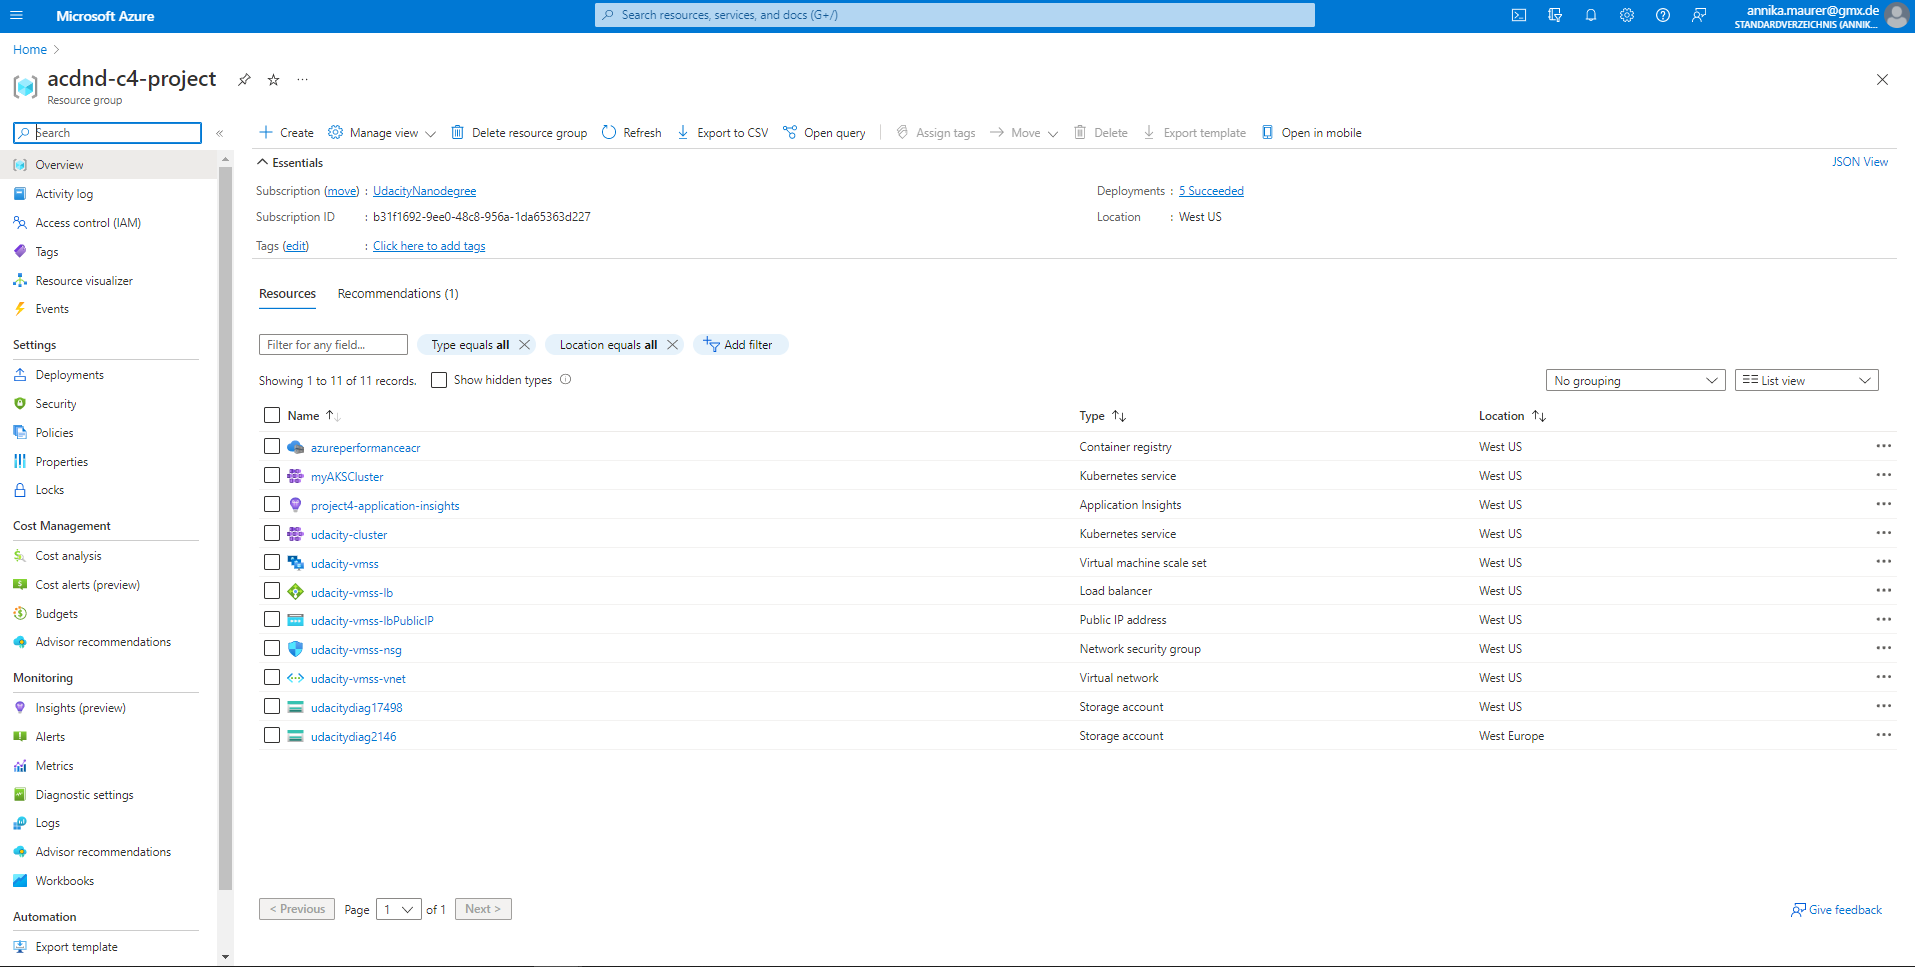 Microsoft Azure
Search resources, services, and docs (G+/)
annika.maurer@gmx.de
STANDARDVERZEICHNIS (ANNIK...
Home
acdnd-c4-project
Resource group
Search
Create
Manage view
Delete resource group
Refresh
Export to CSV
Open query
Assign tags
Move
Delete
Export template
Open in mobile
Overview
Activity log
Access control (IAM)
Tags
Resource visualizer
Events
Settings
Deployments
Security
Policies
Properties
Locks
Cost Management
Cost analysis
Cost alerts (preview)
Budgets
Advisor recommendations
Monitoring
Insights (preview)
Alerts
Metrics
Diagnostic settings
Logs
Advisor recommendations
Workbooks
Automation
Export template
Essentials
JSON View
Subscription (move) : UdacityNanodegree
Deployments : 5 Succeeded
Subscription ID : b31f1692-9ee0-48c8-956a-1da65363d227
Location : West US
Tags (edit) : Click here to add tags
Resources
Recommendations (1)
Filter for any field...
Type equals all
Location equals all
Add filter
Showing 1 to 11 of 11 records.
Show hidden types
No grouping
List view
Name Type Location
azureperformanceacr Container registry West US
myAKSCluster Kubernetes service West US
project4-application-insights Application Insights West US
udacity-cluster Kubernetes service West US
udacity-vmss Virtual machine scale set West US
udacity-vmss-lb Load balancer West US
udacity-vmss-lbPublicIP Public IP address West US
udacity-vmss-nsg Network security group West US
udacity-vmss-vnet Virtual network West US
udacitydiag17498 Storage account West US
udacitydiag2146 Storage account West Europe
< Previous
Page 1 of 1
Next >
Give feedback